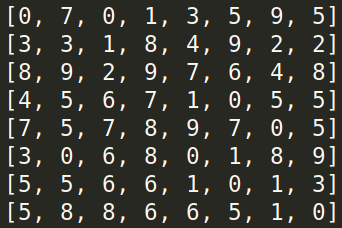 [0, 7, 0, 1, 3, 5, 9, 5]
[3, 3, 1, 8, 4, 9, 2, 2]
[8, 9, 2, 9, 7, 6, 4, 8]
[4, 5, 6, 7, 1, 0, 5, 5]
[7, 5, 7, 8, 9, 7, 0, 5]
[3, 0, 6, 8, 0, 1, 8, 9]
[5, 5, 6, 6, 1, 0, 1, 3]
[5, 8, 8, 6, 6, 5, 1, 0]